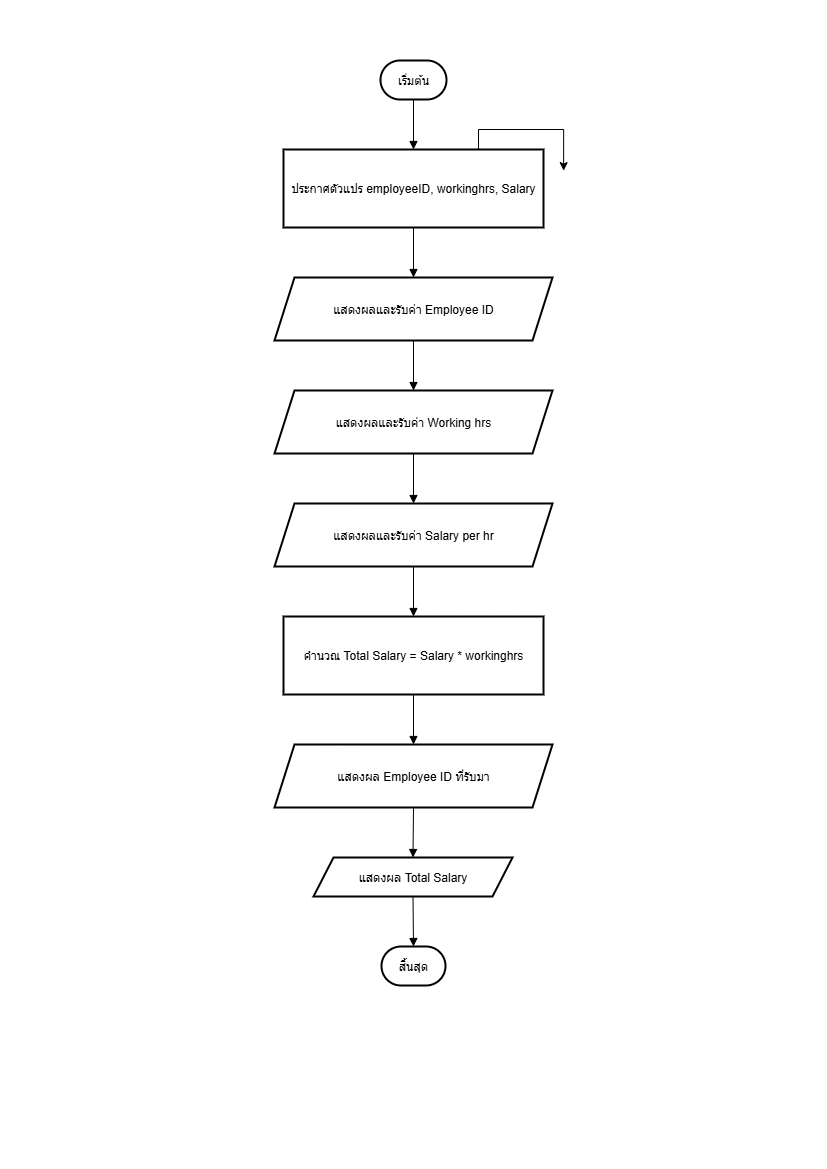 เริ่มต้น
ประกาศตัวแปร employeeID, workinghrs, Salary
แสดงผลและรับค่า Employee ID
แสดงผลและรับค่า Working hrs
แสดงผลและรับค่า Salary per hr
คำนวณ Total Salary = Salary * workinghrs
แสดงผล Employee ID ที่รับมา
แสดงผล Total Salary
สิ้นสุด